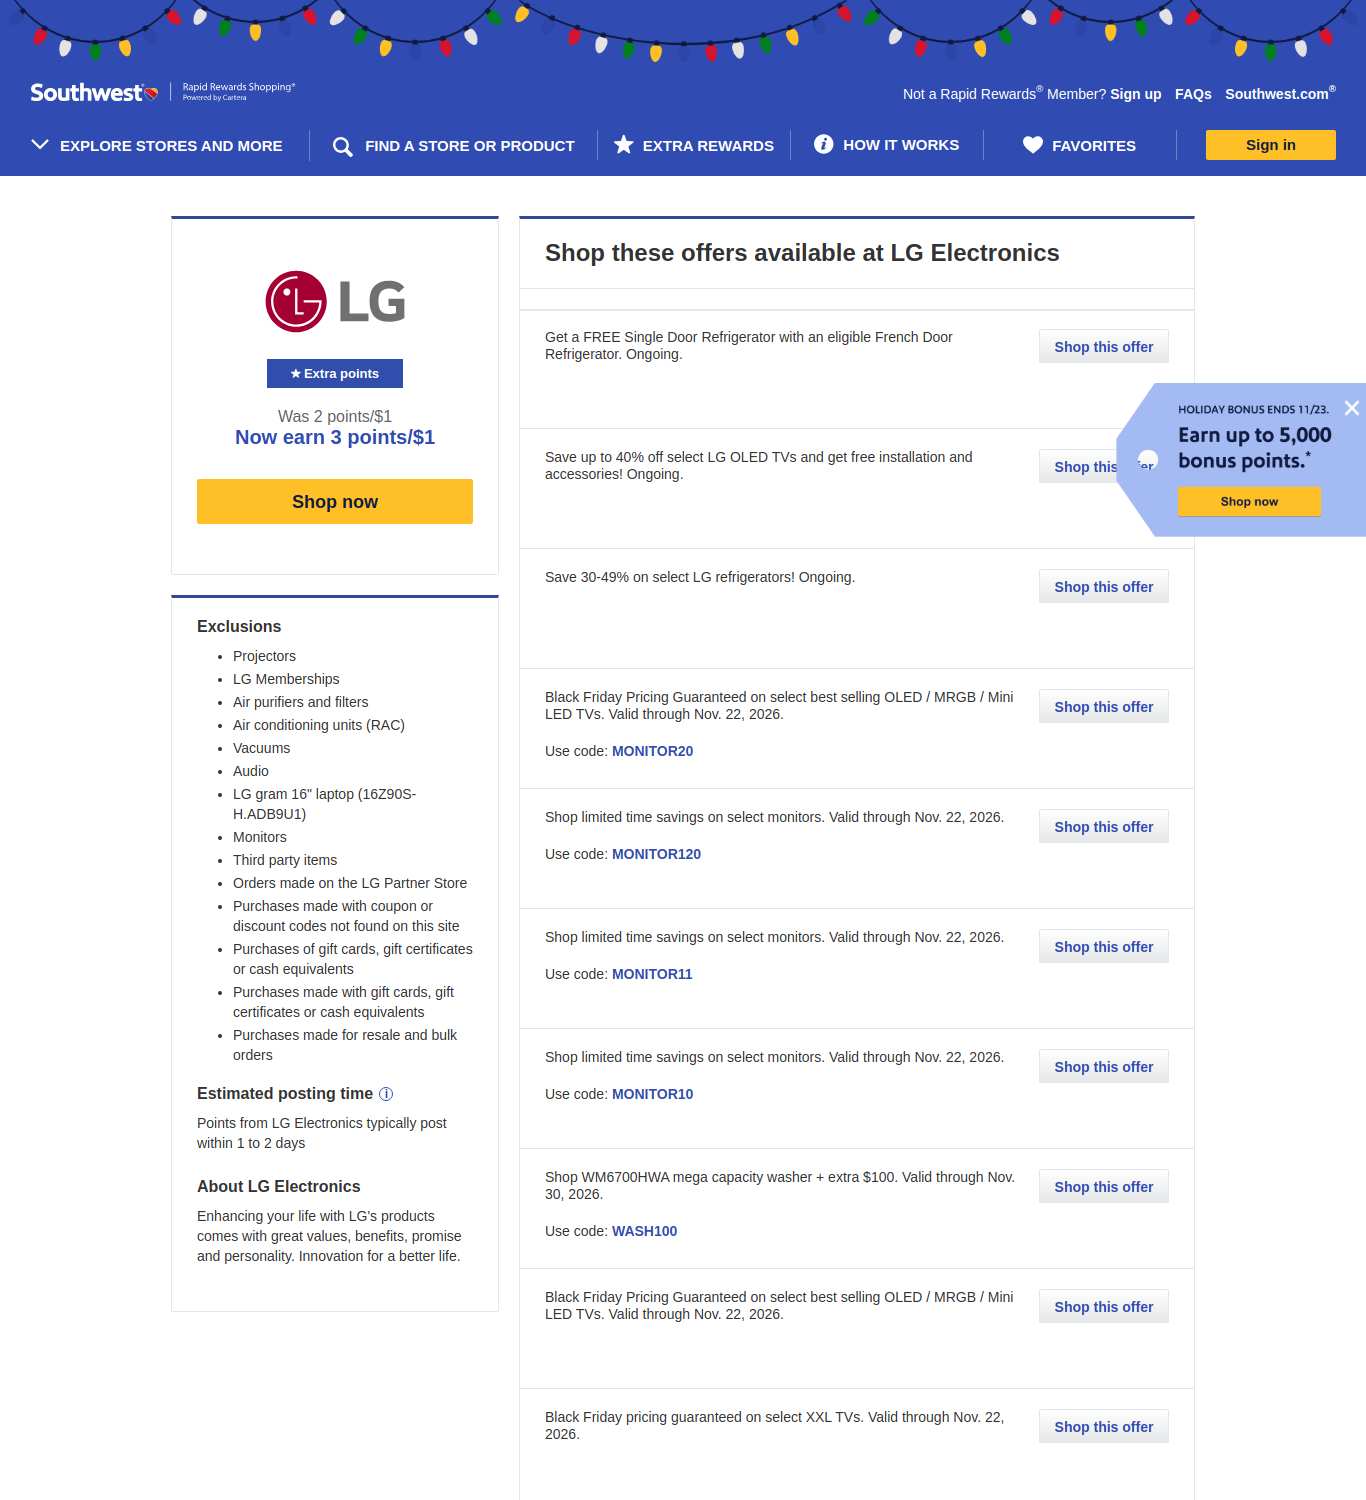 Southwest
Rapid Rewards Shopping®
Powered by Cartera
Not a Rapid Rewards® Member? Sign up FAQs Southwest.com®
EXPLORE STORES AND MORE
FIND A STORE OR PRODUCT
EXTRA REWARDS
HOW IT WORKS
FAVORITES
Sign in
LG
Extra points
Was 2 points/$1
Now earn 3 points/$1
Shop now
Exclusions
Projectors
LG Memberships
Air purifiers and filters
Air conditioning units (RAC)
Vacuums
Audio
LG gram 16" laptop (16Z90S-
H.ADB9U1)
Monitors
Third party items
Orders made on the LG Partner Store
Purchases made with coupon or
discount codes not found on this site
Purchases of gift cards, gift certificates
or cash equivalents
Purchases made with gift cards, gift
certificates or cash equivalents
Purchases made for resale and bulk
orders
Estimated posting time
Points from LG Electronics typically post
within 1 to 2 days
About LG Electronics
Enhancing your life with LG's products
comes with great values, benefits, promise
and personality. Innovation for a better life.
Shop these offers available at LG Electronics
Get a FREE Single Door Refrigerator with an eligible French Door
Refrigerator. Ongoing.
Shop this offer
Save up to 40% off select LG OLED TVs and get free installation and
accessories! Ongoing.
Shop this
HOLIDAY BONUS ENDS 11/23.
Earn up to 5,000
bonus points.*
Shop now
Save 30-49% on select LG refrigerators! Ongoing.
Shop this offer
Black Friday Pricing Guaranteed on select best selling OLED / MRGB / Mini
LED TVs. Valid through Nov. 22, 2026.
Use code: MONITOR20
Shop this offer
Shop limited time savings on select monitors. Valid through Nov. 22, 2026.
Use code: MONITOR120
Shop this offer
Shop limited time savings on select monitors. Valid through Nov. 22, 2026.
Use code: MONITOR11
Shop this offer
Shop limited time savings on select monitors. Valid through Nov. 22, 2026.
Use code: MONITOR10
Shop this offer
Shop WM6700HWA mega capacity washer + extra $100. Valid through Nov.
30, 2026.
Use code: WASH100
Shop this offer
Black Friday Pricing Guaranteed on select best selling OLED / MRGB / Mini
LED TVs. Valid through Nov. 22, 2026.
Shop this offer
Black Friday pricing guaranteed on select XXL TVs. Valid through Nov. 22,
2026.
Shop this offer